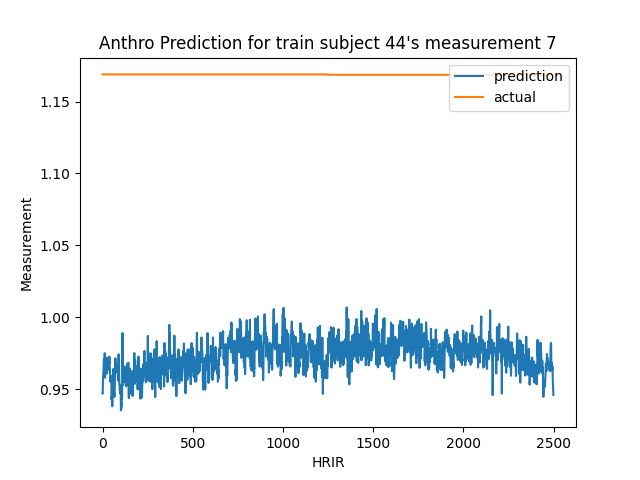 Anthro Prediction for train subject 44's measurement 7
prediction
actual
1.15
1.10
1.05
1.00
0.95
Measurement
0
500
1000
1500
2000
2500
HRIR